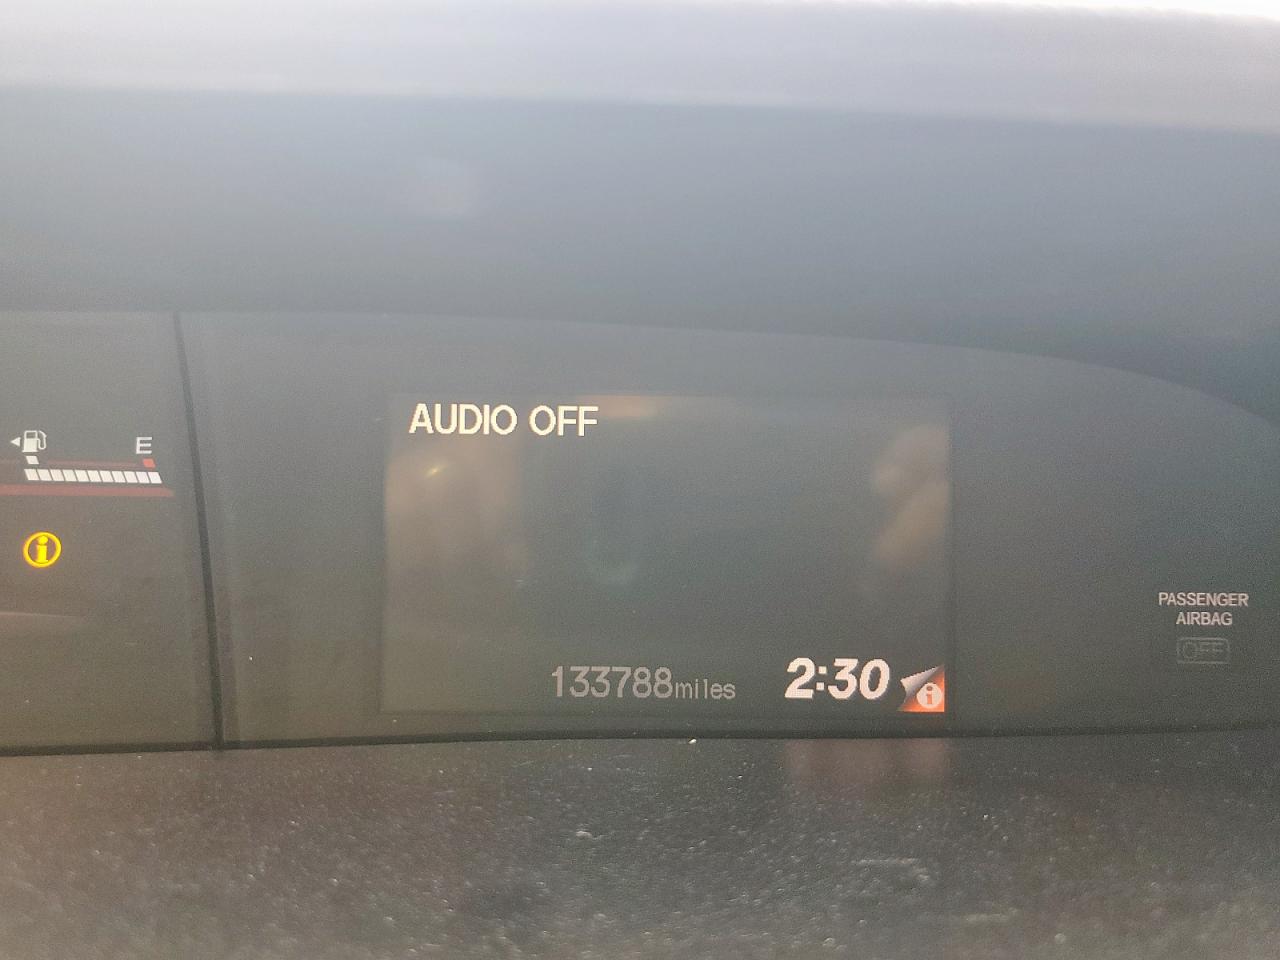 AUDIO OFF
E
PASSENGER
AIRBAG
OFF
133788miles
2:30